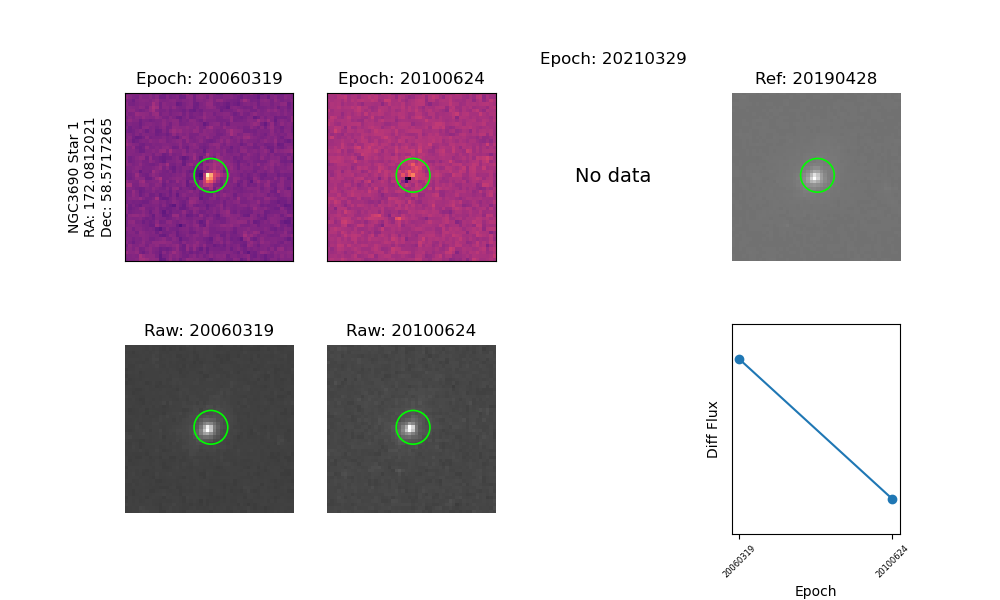 Epoch: 20060319
Epoch: 20100624
Epoch: 20210329
Ref: 20190428
NGC3690 Star 1
RA: 172.0812021
Dec: 58.5717265
No data
Raw: 20060319
Raw: 20100624
Diff Flux
20060319
20100624
Epoch